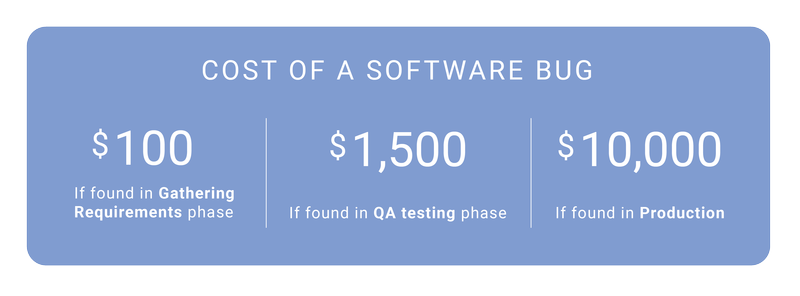 COST OF A SOFTWARE BUG
$100
If found in Gathering
Requirements phase
$1,500
If found in QA testing phase
$10,000
If found in Production